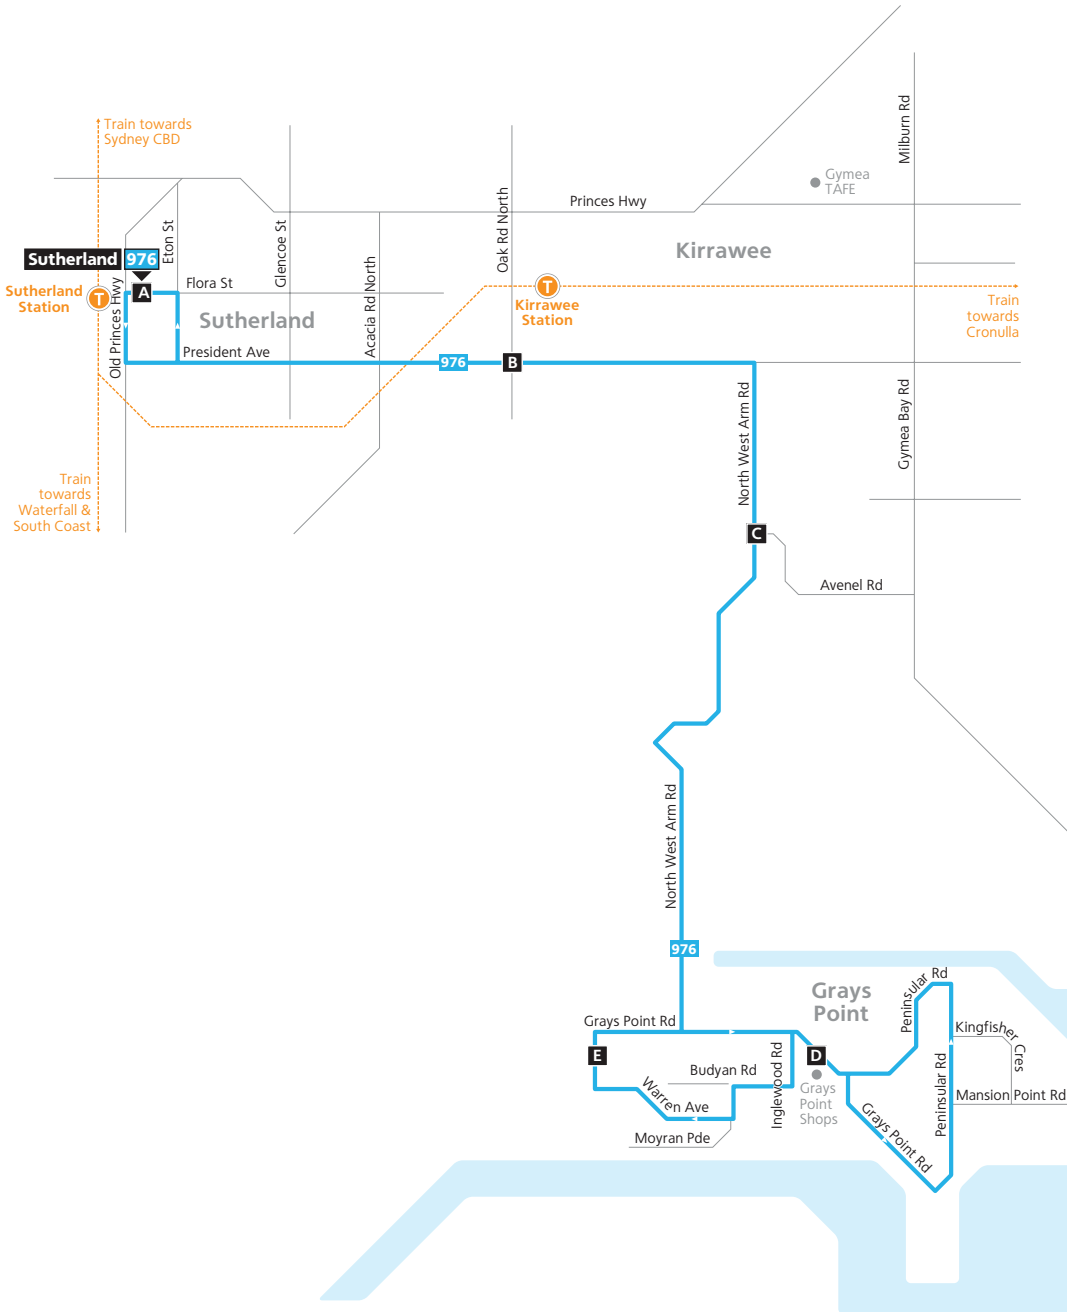 Train towards
Sydney CBD
Milburn Rd
Gymea
TAFE
Princes Hwy
Oak Rd North
Eton St
Glencoe St
Kirrawee
Sutherland 976
A
Flora St
Acacia Rd North
Old Princes Hwy
Sutherland
Station
T
Sutherland
T
Kirrawee
Station
Train
towards
Cronulla
President Ave
976
B
North West Arm Rd
Gymea Bay Rd
Train
towards
Waterfall &
South Coast
C
Avenel Rd
North West Arm Rd
976
Grays
Point
Peninsular Rd
Grays Point Rd
Kingfisher Cres
E
D
Inglewood Rd
Budyan Rd
Grays
Point
Shops
Peninsular Rd
Mansion Point Rd
Warren Ave
Grays Point Rd
Moyran Pde